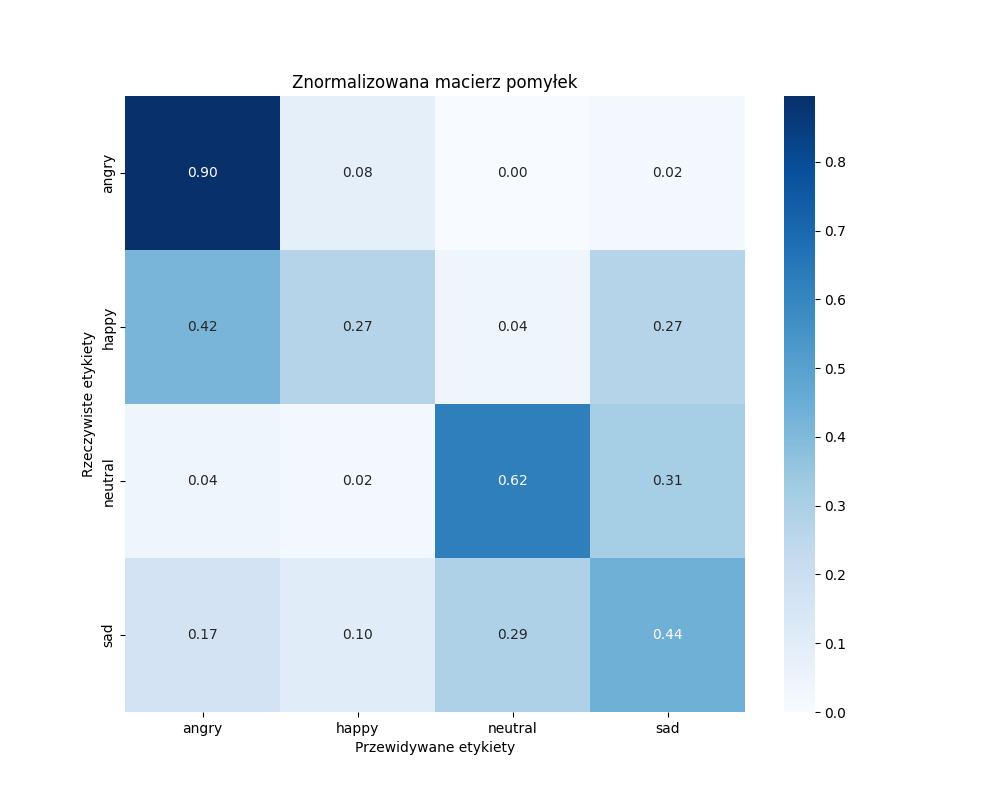 Znormalizowana macierz pomyłek
Rzeczywiste etykiety
angry
0.90 0.08 0.00 0.02
happy
0.42 0.27 0.04 0.27
neutral
0.04 0.02 0.62 0.31
sad
0.17 0.10 0.29 0.44
angry happy neutral sad
Przewidywane etykiety
0.8
0.7
0.6
0.5
0.4
0.3
0.2
0.1
0.0